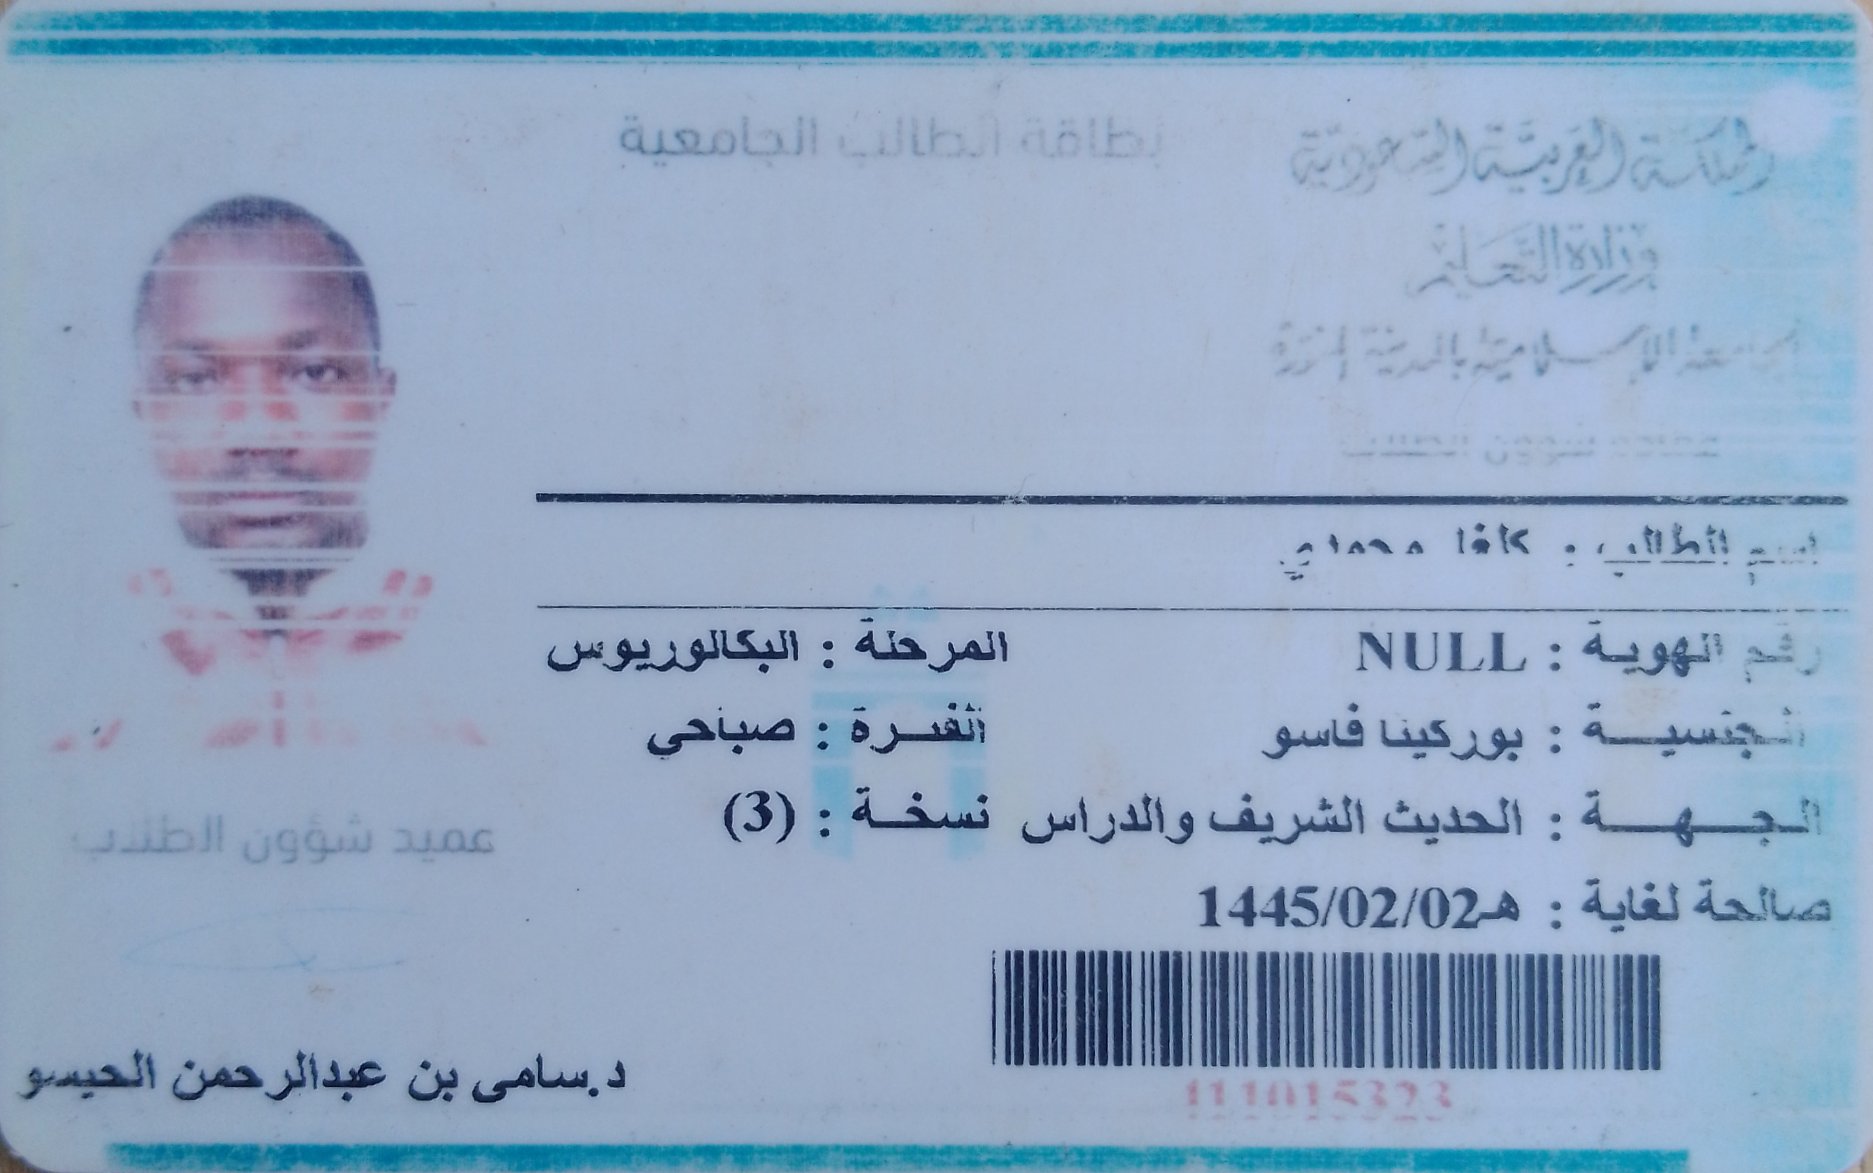 المملكة العربية السعودية
بطاقة الطالب الجامعية
وزارة التعليم
الجامعة الإسلامية بالمدينة المنورة
عمادة شؤون الطلاب
اسم الطالب : كافا
رقم الهوية : NULL المرحلة : البكالوريوس
الجنسية : بوركينا فاسو الفترة : صباحي
الجهة : الحديث الشريف والدراس نسخة : (3)
صالحة لغاية : 1445/02/02هـ
عميد شؤون الطلاب
111015323
د.سامى بن عبدالرحمن الحيسو